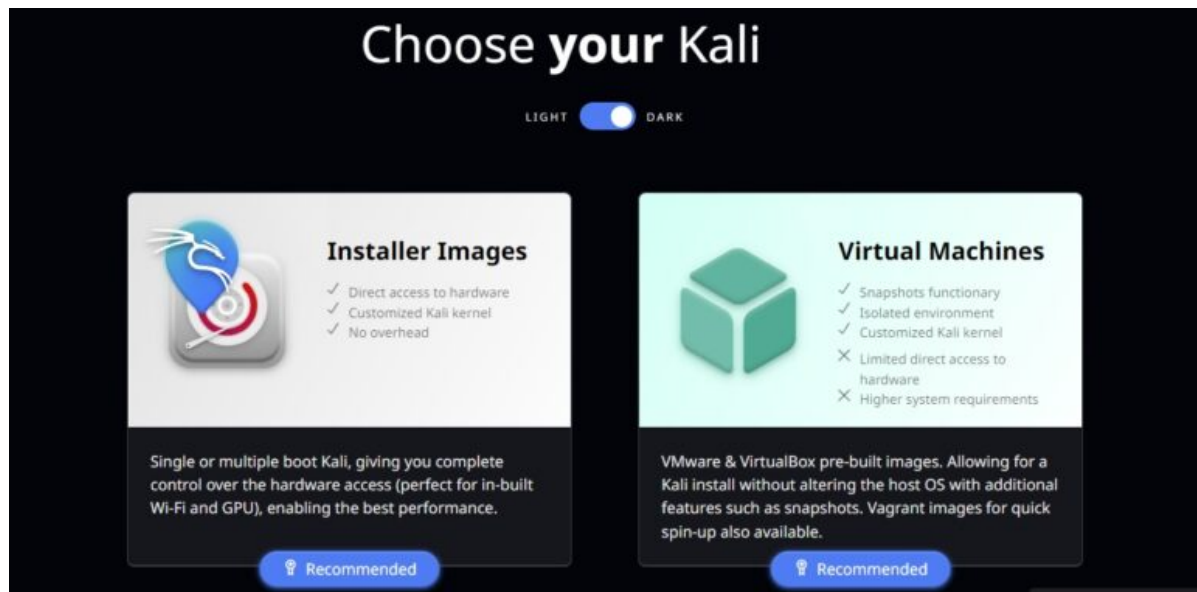 Choose your Kali
LIGHT DARK
Installer Images
Direct access to hardware
Customized Kali kernel
No overhead
Single or multiple boot Kali, giving you complete
control over the hardware access (perfect for in-built
Wi-Fi and GPU), enabling the best performance.
Recommended
Virtual Machines
Snapshots functionary
Isolated environment
Customized Kali kernel
Limited direct access to
hardware
Higher system requirements
VMware & VirtualBox pre-built images. Allowing for a
Kali install without altering the host OS with additional
features such as snapshots. Vagrant images for quick
spin-up also available.
Recommended